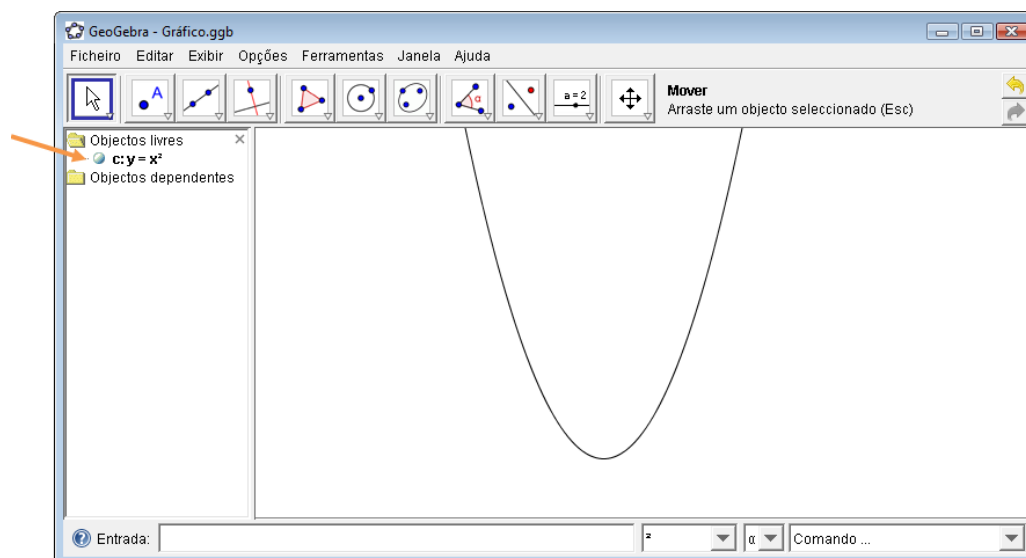 GeoGebra - Gráfico.ggb
Ficheiro Editar Exibir Opções Ferramentas Janela Ajuda
A
α
a = 2
Mover
Arraste um objecto seleccionado (Esc)
Objectos livres
c: y = x²
Objectos dependentes
Entrada:
²
α
Comando ...